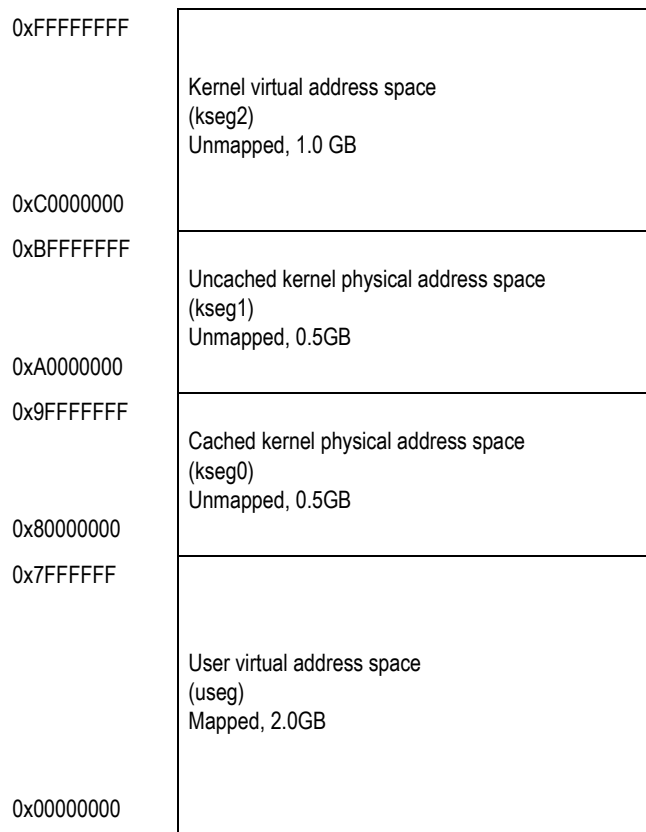 0xFFFFFFFF
Kernel virtual address space
(kseg2)
Unmapped, 1.0 GB
0xC0000000
0xBFFFFFFF
Uncached kernel physical address space
(kseg1)
Unmapped, 0.5GB
0xA0000000
0x9FFFFFFF
Cached kernel physical address space
(kseg0)
Unmapped, 0.5GB
0x80000000
0x7FFFFFF
User virtual address space
(useg)
Mapped, 2.0GB
0x00000000